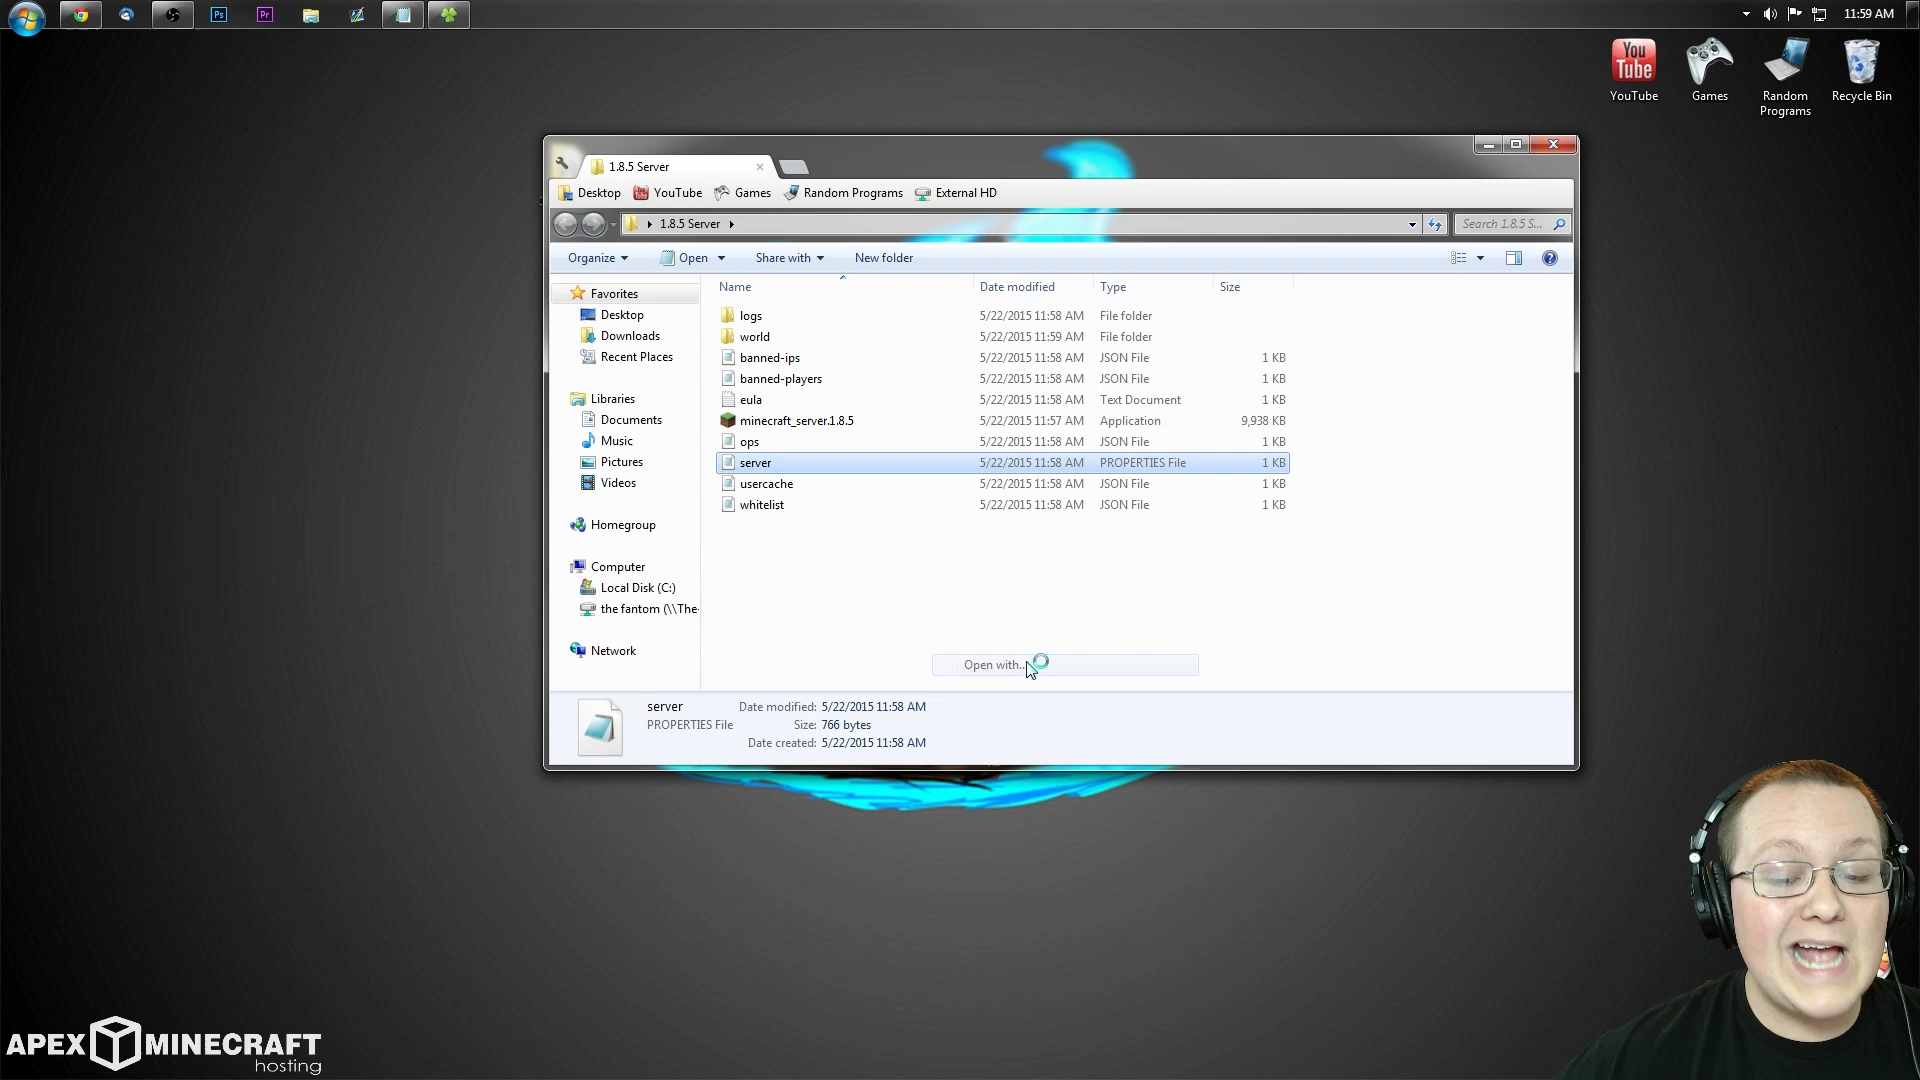 Ps
Pr
11:59 AM
You
Tube
YouTube
Games
Random
Programs
Recycle Bin
1.8.5 Server
Desktop
YouTube
Games
Random Programs
External HD
1.8.5 Server
Search 1.8.5 S...
Organize
Open
Share with
New folder
Name
Date modified
Type
Size
Favorites
Desktop
Downloads
Recent Places
Libraries
Documents
Music
Pictures
Videos
Homegroup
Computer
Local Disk (C:)
the fantom (\\The-
Network
logs 5/22/2015 11:58 AM File folder
world 5/22/2015 11:59 AM File folder
banned-ips 5/22/2015 11:58 AM JSON File 1 KB
banned-players 5/22/2015 11:58 AM JSON File 1 KB
eula 5/22/2015 11:58 AM Text Document 1 KB
minecraft_server.1.8.5 5/22/2015 11:57 AM Application 9,938 KB
ops 5/22/2015 11:58 AM JSON File 1 KB
server 5/22/2015 11:58 AM PROPERTIES File 1 KB
usercache 5/22/2015 11:58 AM JSON File 1 KB
whitelist 5/22/2015 11:58 AM JSON File 1 KB
Open with...
server Date modified: 5/22/2015 11:58 AM
PROPERTIES File Size: 766 bytes
Date created: 5/22/2015 11:58 AM
APEX MINECRAFT
hosting